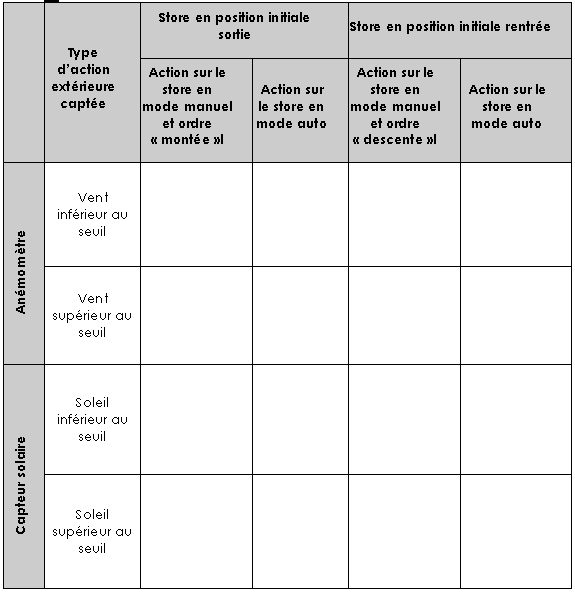 Store en position initiale
sortie
Store en position initiale rentrée
Type
d'action
extérieure
captée
Action sur le
store en
mode manuel
et ordre
« montée »l
Action sur
le store en
mode auto
Action sur le
store en
mode manuel
et ordre
« descente »l
Action sur le
store en
mode auto
Anémomètre
Vent
inférieur au
seuil
Vent
supérieur au
seuil
Capteur solaire
Soleil
inférieur au
seuil
Soleil
supérieur au
seuil